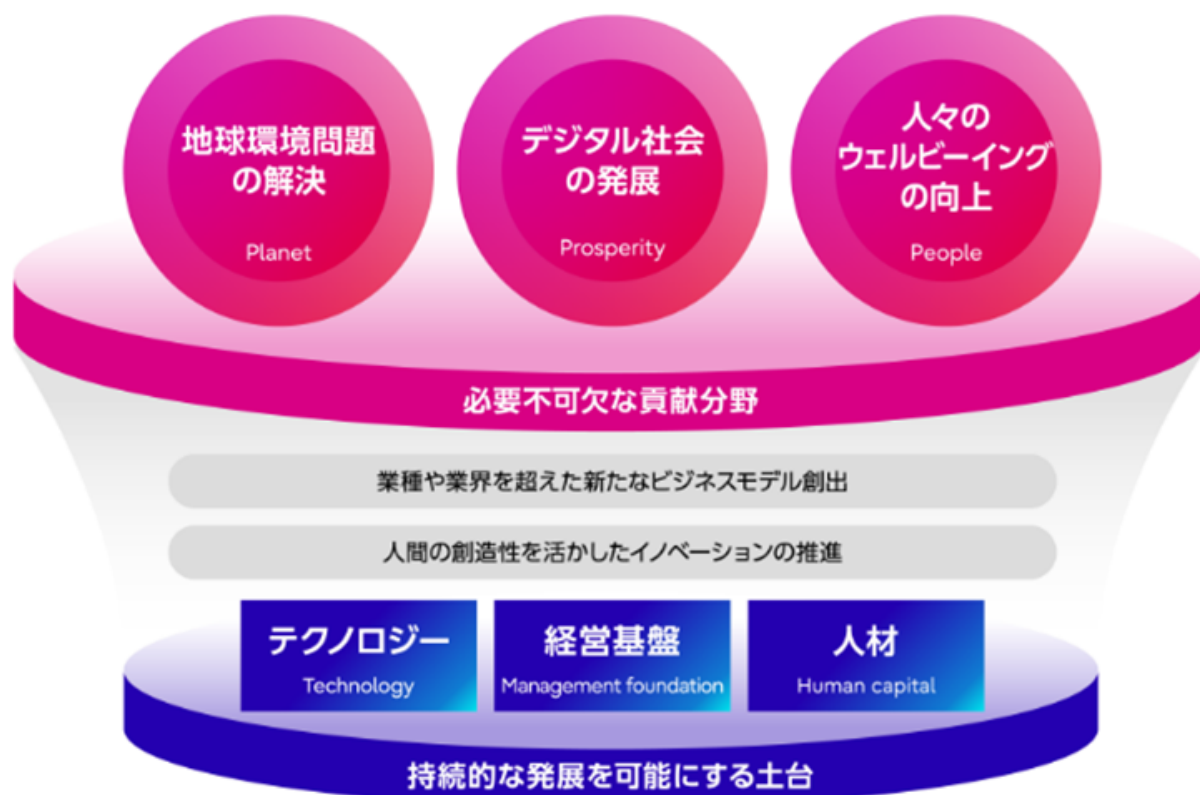 地球環境問題
の解決
Planet
デジタル社会
の発展
Prosperity
人々の
ウェルビーイング
の向上
People
必要不可欠な貢献分野
業種や業界を超えた新たなビジネスモデル創出
人間の創造性を活かしたイノベーションの推進
テクノロジー
Technology
経営基盤
Management foundation
人材
Human capital
持続的な発展を可能にする土台